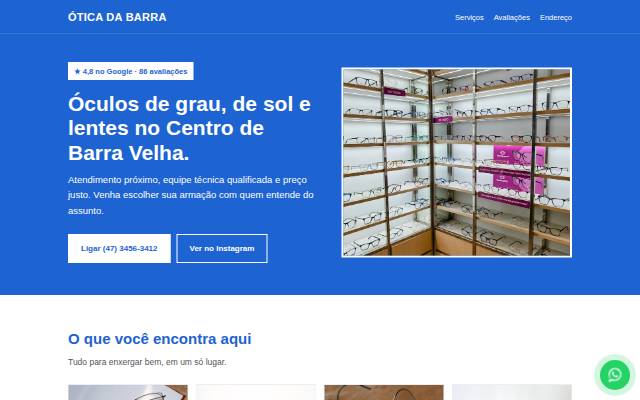 ÓTICA DA BARRA
Serviços Avaliações Endereço
★ 4,8 no Google · 86 avaliações
Óculos de grau, de sol e
lentes no Centro de
Barra Velha.
Atendimento próximo, equipe técnica qualificada e preço
justo. Venha escolher sua armação com quem entende do
assunto.
Ligar (47) 3456-3412
Ver no Instagram
O que você encontra aqui
Tudo para enxergar bem, em um só lugar.